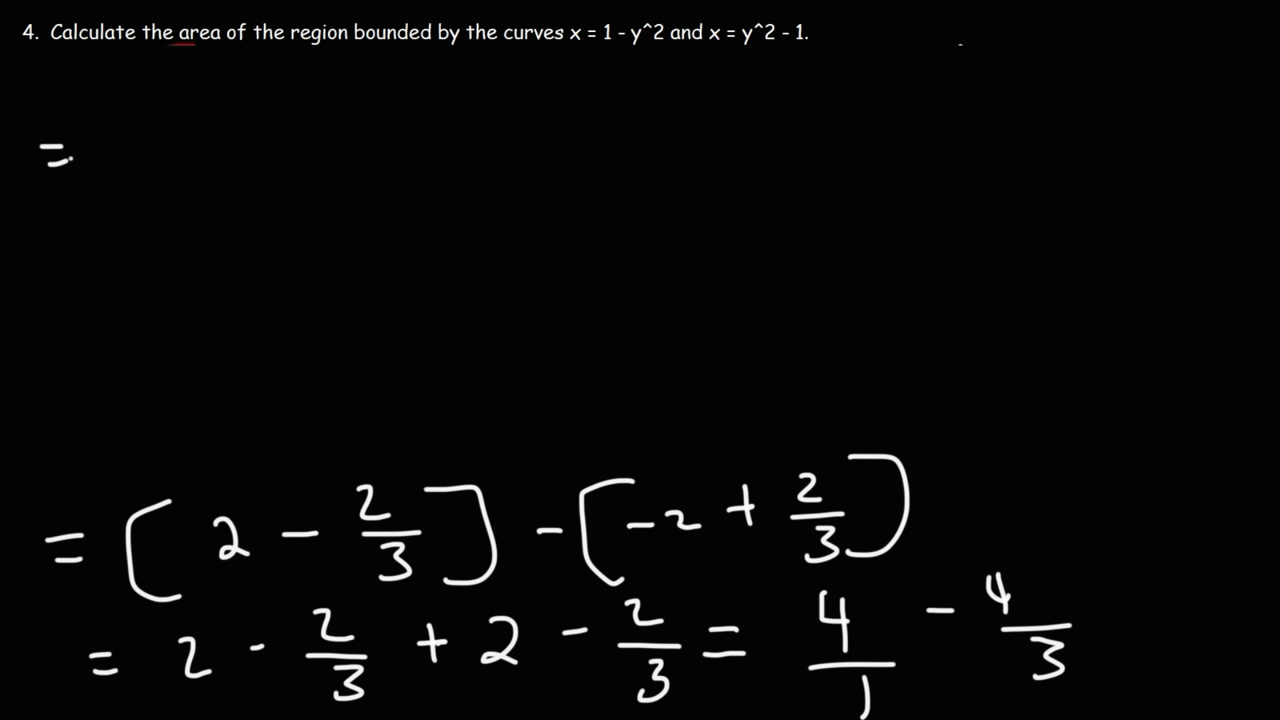 4. Calculate the area of the region bounded by the curves x = 1 - y^2 and x = y^2 - 1.
=
= [2 - 2/3] - [-2 + 2/3]
= 2 - 2/3 + 2 - 2/3 = 4/1 - 4/3